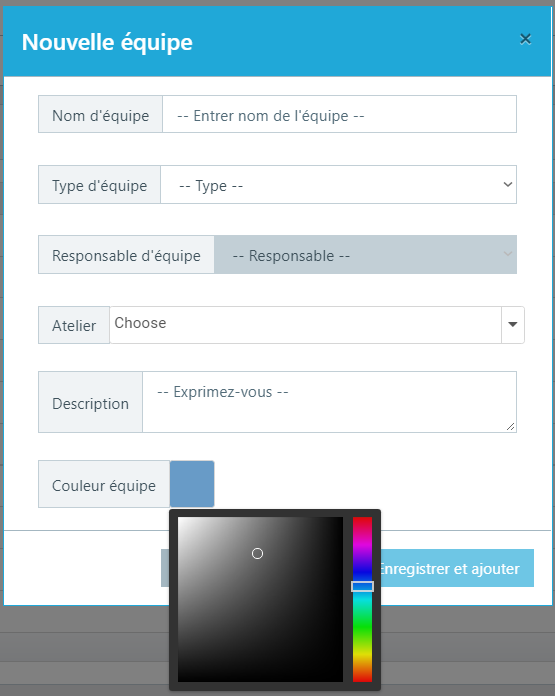 Nouvelle équipe ×
Nom d'équipe -- Entrer nom de l'équipe --
Type d'équipe -- Type --
Responsable d'équipe -- Responsable --
Atelier Choose
Description -- Exprimez-vous --
Couleur équipe
Enregistrer et ajouter